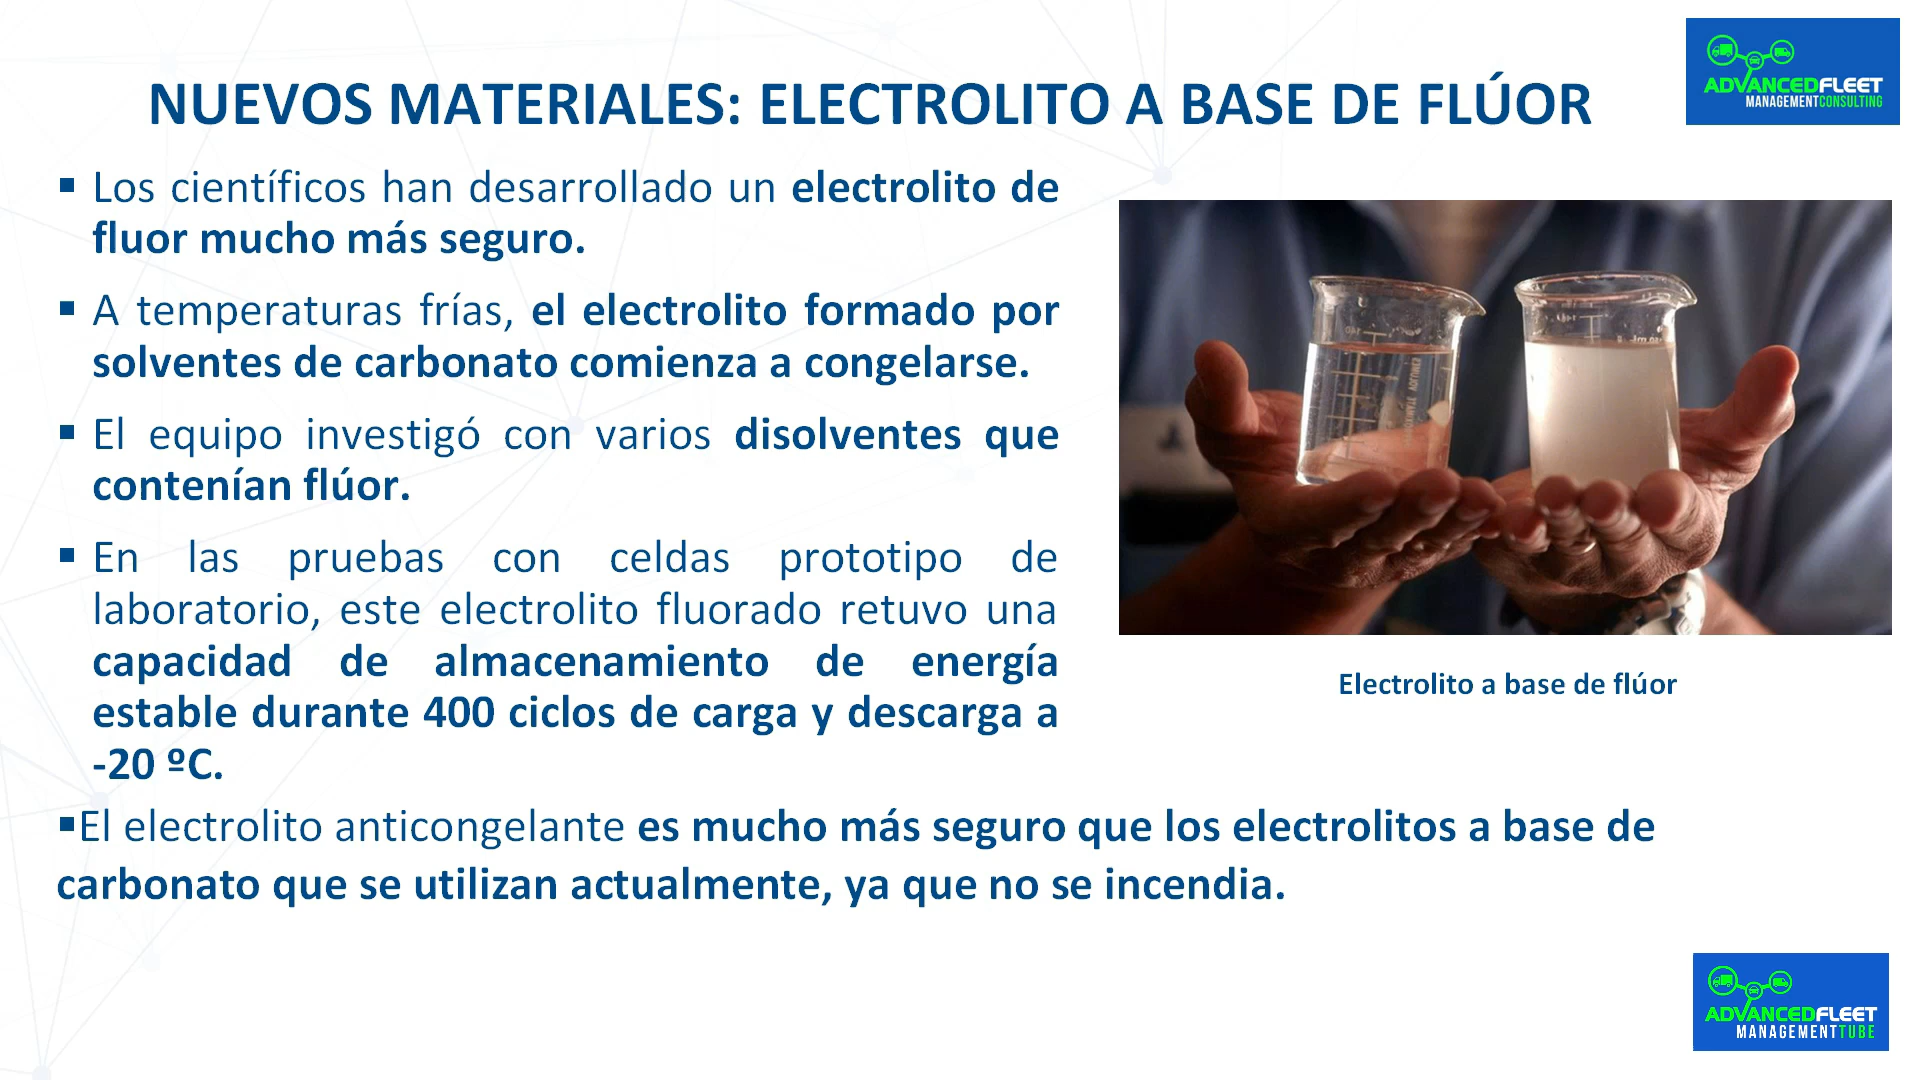 NUEVOS MATERIALES: ELECTROLITO A BASE DE FLÚOR
ADVANCEDFLEET
MANAGEMENTCONSULTING
▪ Los científicos han desarrollado un electrolito de
fluor mucho más seguro.
▪ A temperaturas frías, el electrolito formado por
solventes de carbonato comienza a congelarse.
▪ El equipo investigó con varios disolventes que
contenían flúor.
▪ En las pruebas con celdas prototipo de
laboratorio, este electrolito fluorado retuvo una
capacidad de almacenamiento de energía
estable durante 400 ciclos de carga y descarga a
-20 ºC.
▪El electrolito anticongelante es mucho más seguro que los electrolitos a base de
carbonato que se utilizan actualmente, ya que no se incendia.
Electrolito a base de flúor
ADVANCEDFLEET
MANAGEMENTTUBE